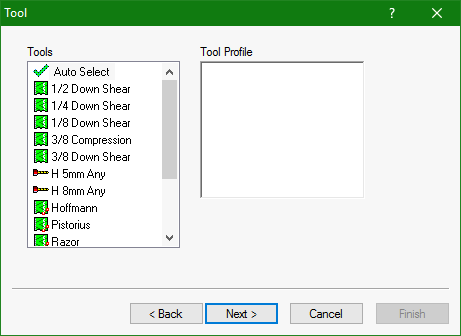 Tool
Tools
Tool Profile
Auto Select
1/2 Down Shear
1/4 Down Shear
1/8 Down Shear
3/8 Compression
3/8 Down Shear
H 5mm Any
H 8mm Any
Hoffmann
Pistorius
Razor
< Back
Next >
Cancel
Finish